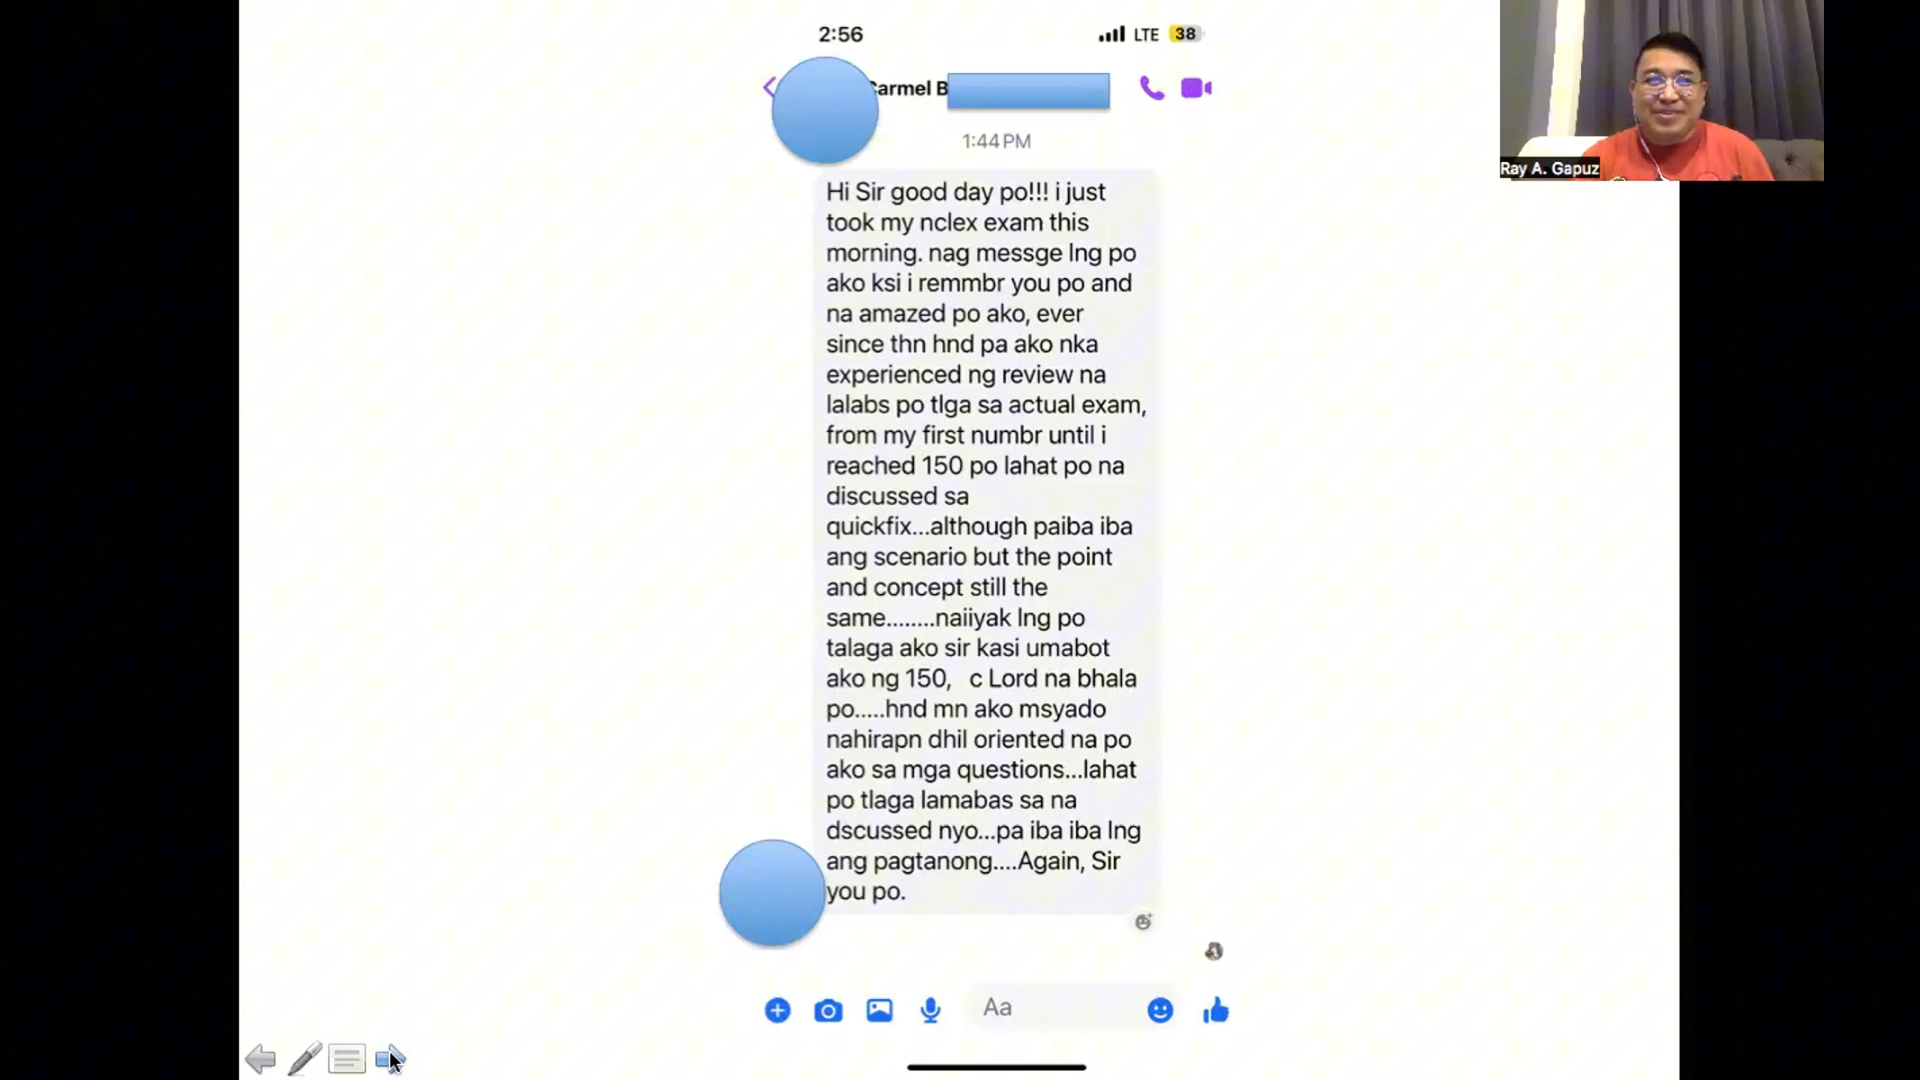 2:56
LTE 38
Carmel B
1:44 PM
Ray A. Gapuz
Hi Sir good day po!!! i just
took my nclex exam this
morning. nag messge lng po
ako ksi i remmbr you po and
na amazed po ako, ever
since thn hnd pa ako nka
experienced ng review na
lalabs po tlga sa actual exam,
from my first numbr until i
reached 150 po lahat po na
discussed sa
quickfix...although paiba iba
ang scenario but the point
and concept still the
same........naiiyak lng po
talaga ako sir kasi umabot
ako ng 150, c Lord na bhala
po.....hnd mn ako msyado
nahirapn dhil oriented na po
ako sa mga questions...lahat
po tlaga lamabas sa na
dscussed nyo...pa iba iba lng
ang pagtanong....Again, Sir
you po.
Aa